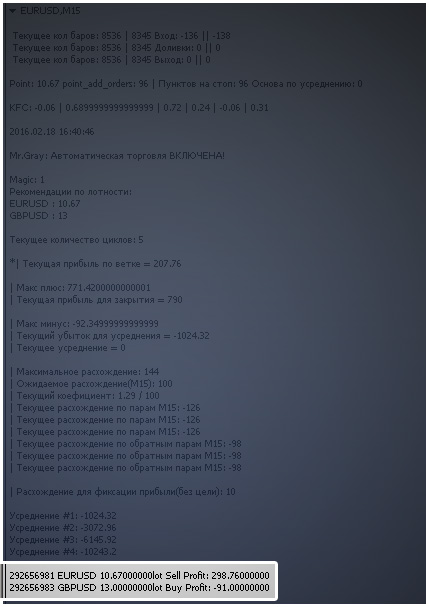 ▼ EURUSD,M15
Текущее кол баров: 8536 | 8345 Вход: -136 || -138
Текущее кол баров: 8536 | 8345 Доливки: 0 || 0
Текущее кол баров: 8536 | 8345 Выход: 0 || 0
Point: 10.67 point_add_orders: 96 | Пунктов на стоп: 96 Основа по усреднению: 0
KFC: -0.06 | 0.6899999999999999 | 0.72 | 0.24 | -0.06 | 0.31
2016.02.18 16:40:46
Mr.Gray: Автоматическая торговля ВКЛЮЧЕНА!
Magic: 1
Рекомендации по лотности:
EURUSD : 10.67
GBPUSD : 13
Текущее количество циклов: 5
*| Текущая прибыль по ветке = 207.76
| Макс плюс: 771.4200000000001
| Текущая прибыль для закрытия = 790
| Макс минус: -92.34999999999999
| Текущий убыток для усреднения = -1024.32
| Текущее усреднение = 0
| Максимальное расхождение: 144
| Ожидаемое расхождение(M15): 100
| Текущий коефициент: 1.29 / 100
| Текущее расхождение по парам M15: -126
| Текущее расхождение по парам M15: -126
| Текущее расхождение по парам M15: -126
| Текущее расхождение по обратным парам M15: -98
| Текущее расхождение по обратным парам M15: -98
| Текущее расхождение по обратным парам M15: -98
| Расхождение для фиксации прибыли(без цели): 10
Усреднение #1: -1024.32
Усреднение #2: -3072.96
Усреднение #3: -6145.92
Усреднение #4: -10243.2
292656981 EURUSD 10.67000000lot Sell Profit: 298.76000000
292656983 GBPUSD 13.00000000lot Buy Profit: -91.00000000